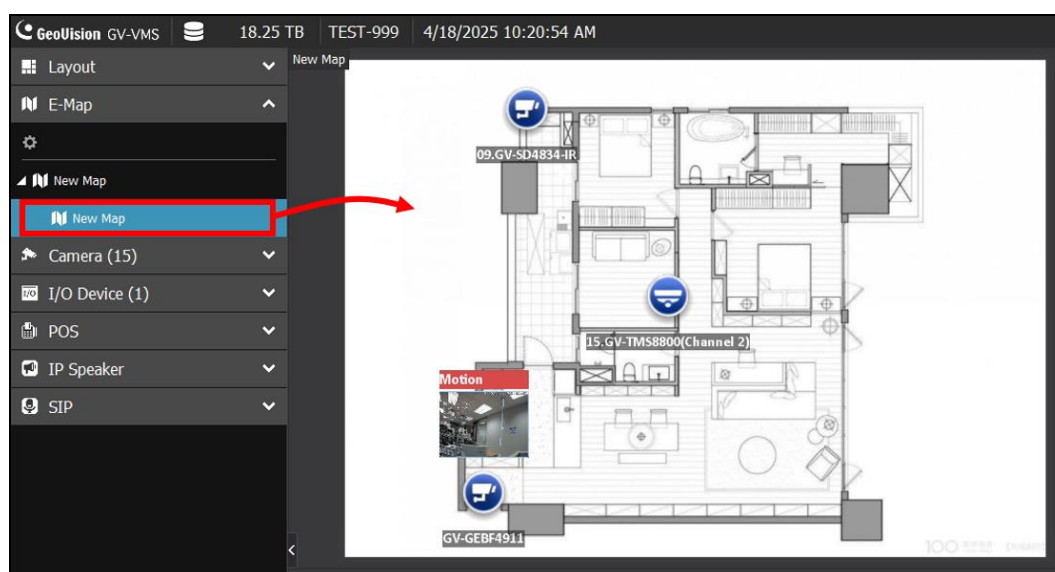 GeoVision GV-VMS 18.25 TB TEST-999 4/18/2025 10:20:54 AM
Layout
E-Map
New Map
New Map
Camera (15)
I/O
I/O Device (1)
POS
IP Speaker
SIP
New Map
09.GV-SD4834-IR
15.GV-TMS8800(Channel 2)
Motion
GV-GEBF4911
100